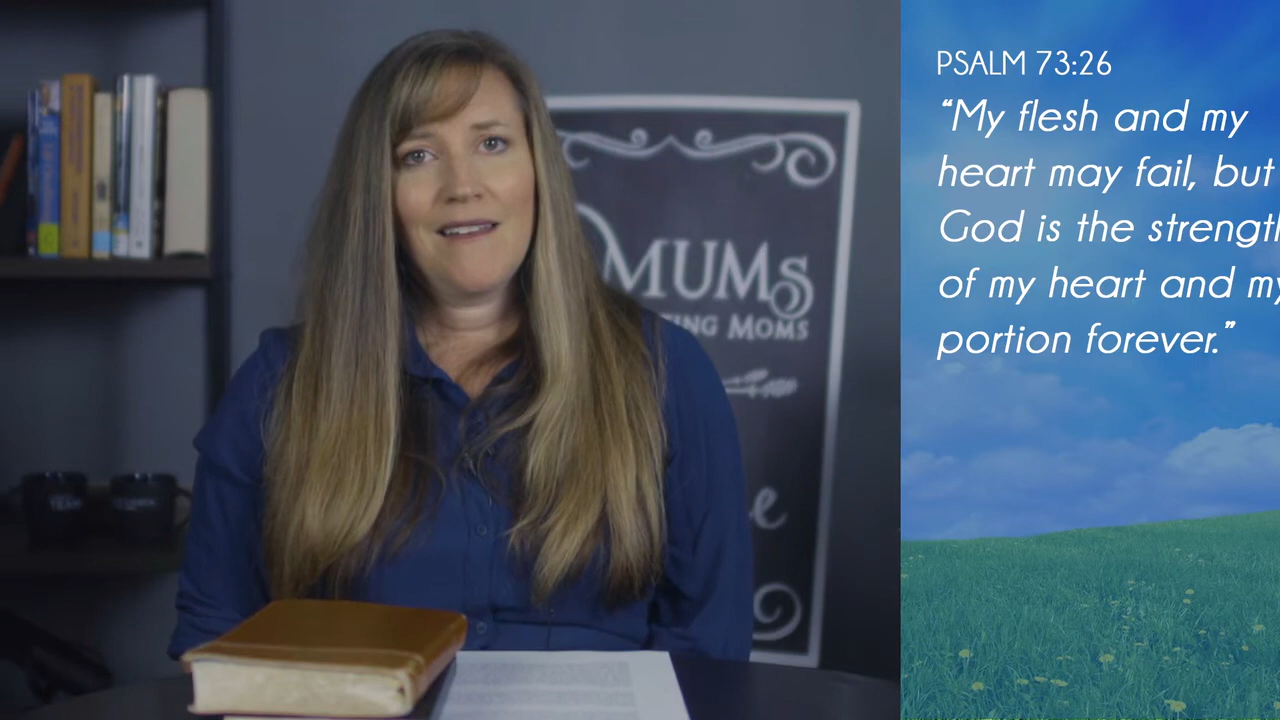 PSALM 73:26
“My flesh and my
heart may fail, but
God is the strength
of my heart and my
portion forever.”
MUMS
MOMS